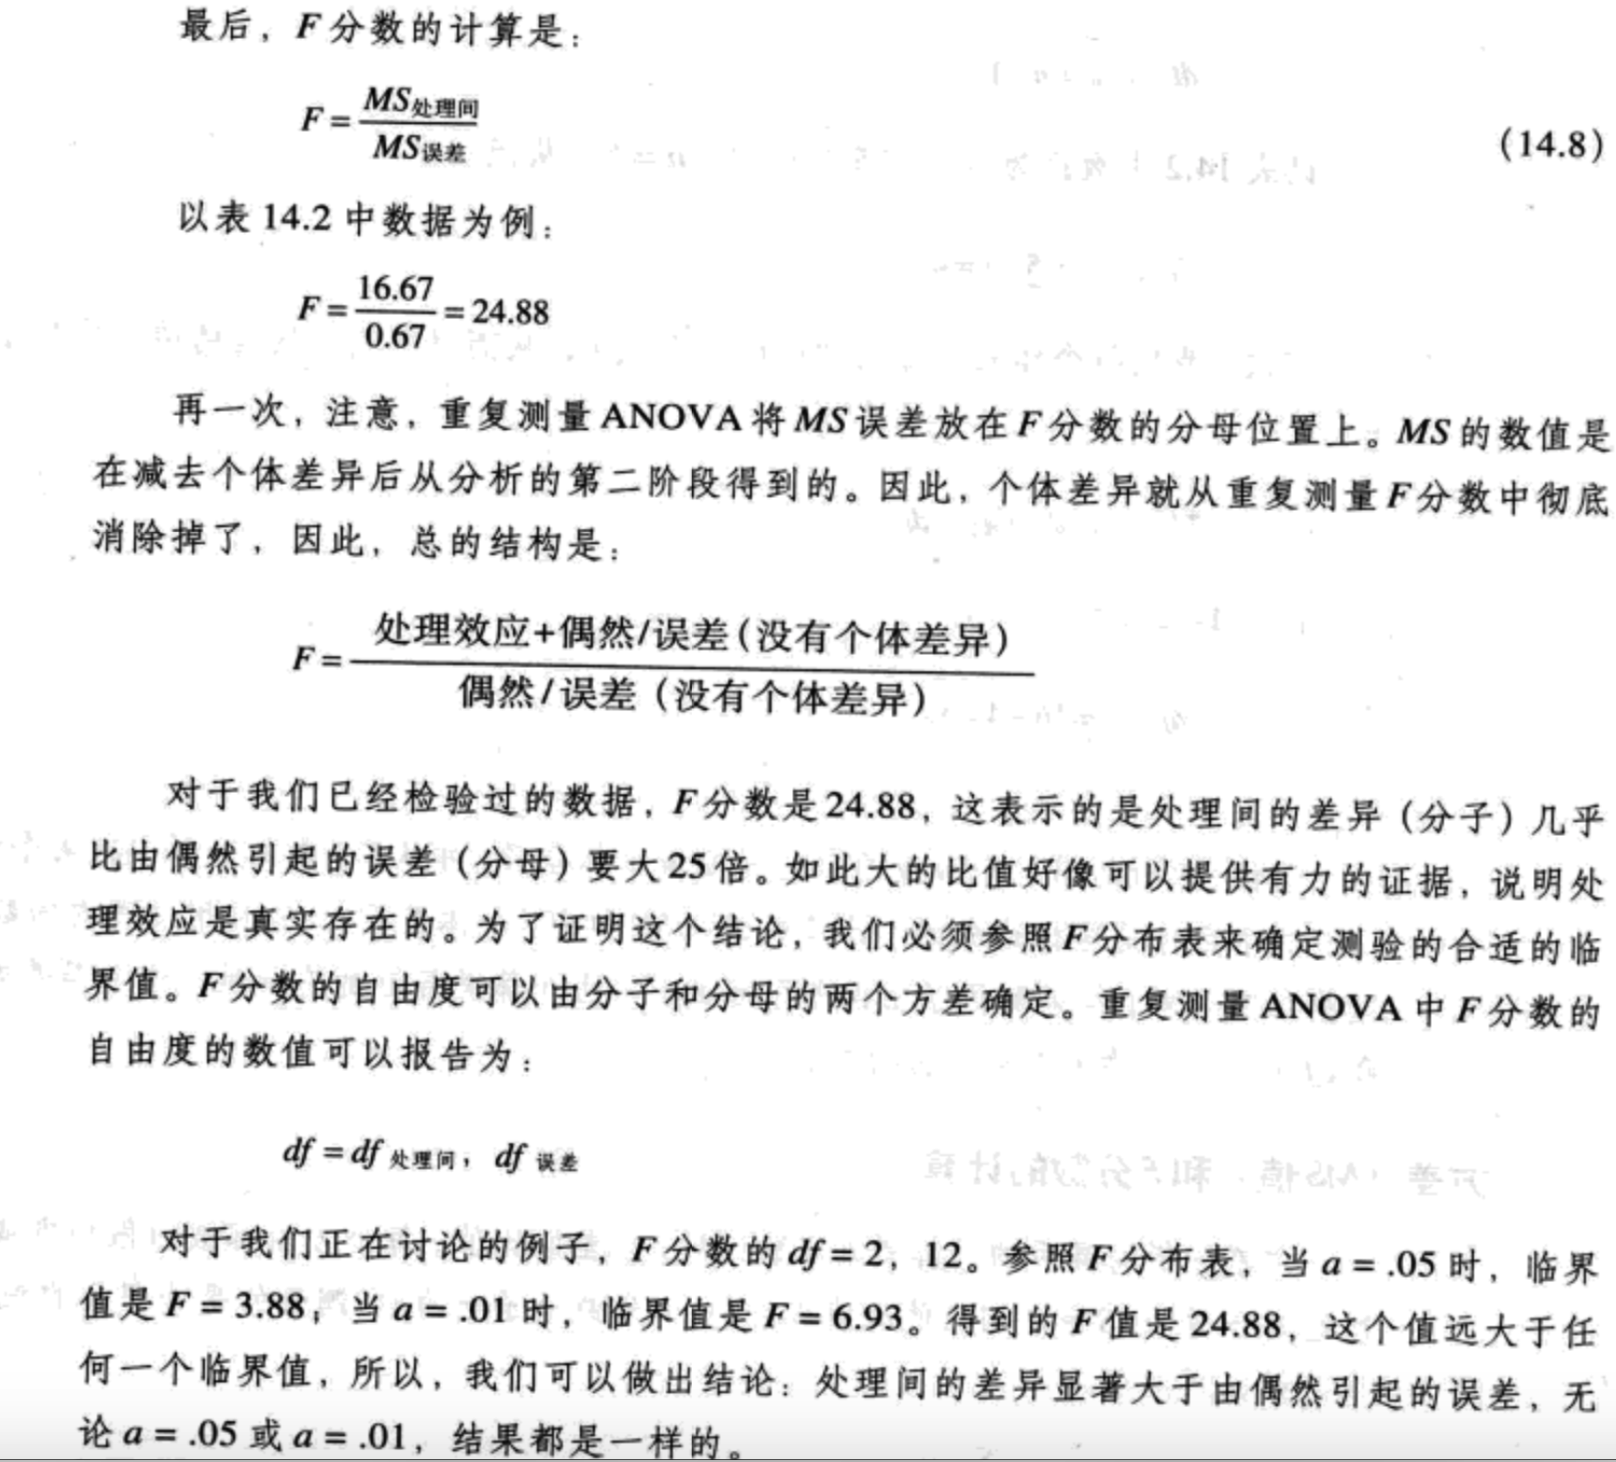 最后，F分数的计算是：
F = MS处理间 / MS误差
(14.8)
以表 14.2 中数据为例：
F = 16.67 / 0.67 = 24.88
再一次，注意，重复测量 ANOVA 将 MS 误差放在 F 分数的分母位置上。MS 的数值是
在减去个体差异后从分析的第二阶段得到的。因此，个体差异就从重复测量 F 分数中彻底
消除掉了，因此，总的结构是：
F = 处理效应+偶然/误差（没有个体差异） / 偶然/误差（没有个体差异）
对于我们已经检验过的数据，F 分数是 24.88，这表示的是处理间的差异（分子）几乎
比由偶然引起的误差（分母）要大 25 倍。如此大的比值好像可以提供有力的证据，说明处
理效应是真实存在的。为了证明这个结论，我们必须参照 F 分布表来确定测验的合适的临
界值。F 分数的自由度可以由分子和分母的两个方差确定。重复测量 ANOVA 中 F 分数的
自由度的数值可以报告为：
df = df 处理间，df 误差
对于我们正在讨论的例子，F 分数的 df = 2，12。参照 F 分布表，当 a = .05 时，临界
值是 F = 3.88，当 a = .01 时，临界值是 F = 6.93。得到的 F 值是 24.88，这个值远大于任
何一个临界值，所以，我们可以做出结论：处理间的差异显著大于由偶然引起的误差，无
论 a = .05 或 a = .01，结果都是一样的。